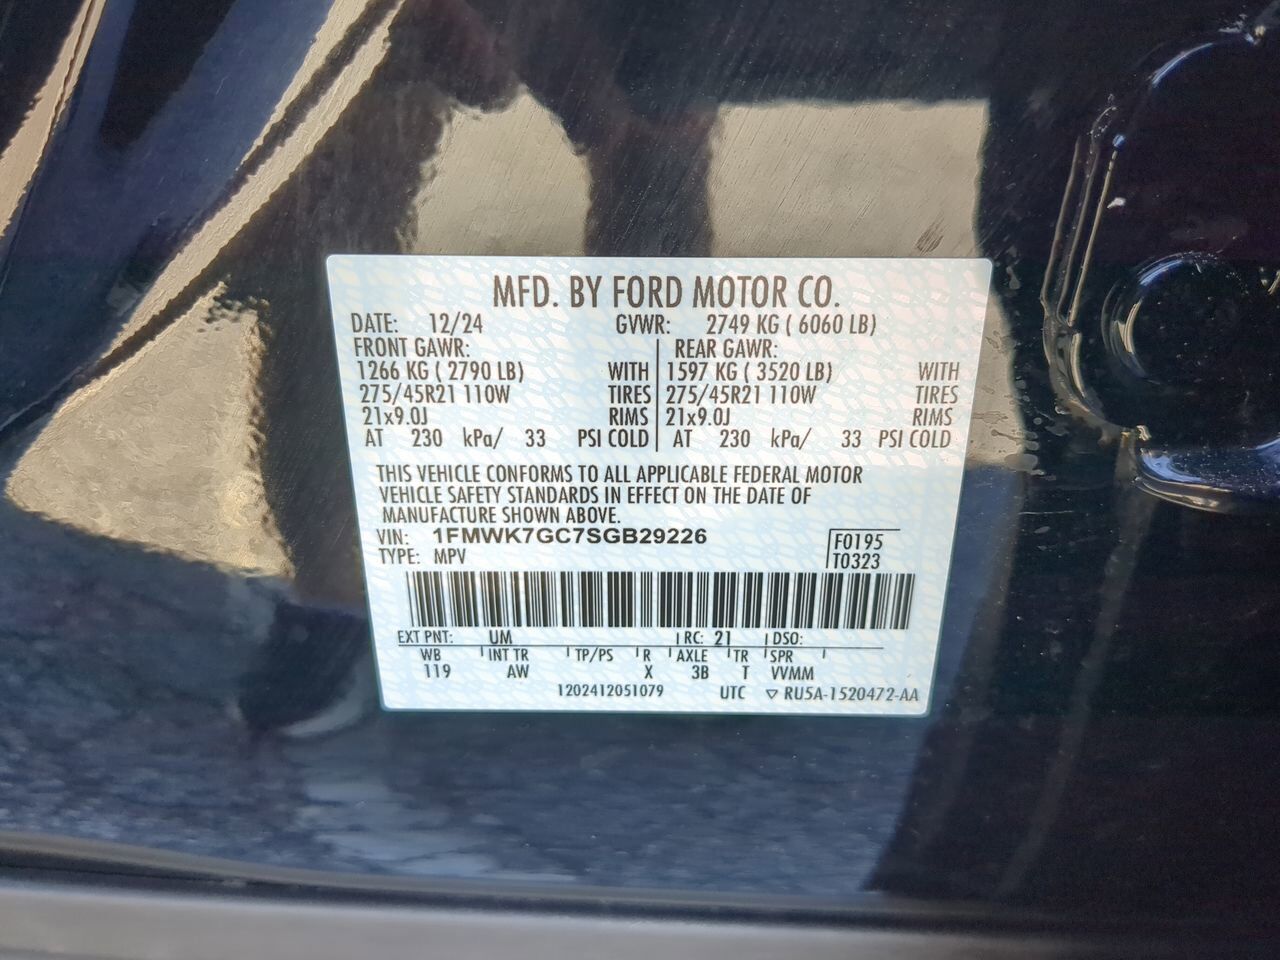 MFD. BY FORD MOTOR CO.
DATE: 12/24 GVWR: 2749 KG ( 6060 LB)
FRONT GAWR: REAR GAWR:
1266 KG ( 2790 LB) WITH 1597 KG ( 3520 LB) WITH
275/45R21 110W TIRES 275/45R21 110W TIRES
21x9.0J RIMS 21x9.0J RIMS
AT 230 kPa/ 33 PSI COLD AT 230 kPa/ 33 PSI COLD
THIS VEHICLE CONFORMS TO ALL APPLICABLE FEDERAL MOTOR
VEHICLE SAFETY STANDARDS IN EFFECT ON THE DATE OF
MANUFACTURE SHOWN ABOVE.
VIN: 1FMWK7GC7SGB29226 F0195
TYPE: MPV T0323
EXT PNT: UM RC: 21 DSO:
WB INT TR TP/PS R AXLE TR SPR
119 AW X 3B T VVMM
1202412051079 UTC ▽ RU5A-1520472-AA